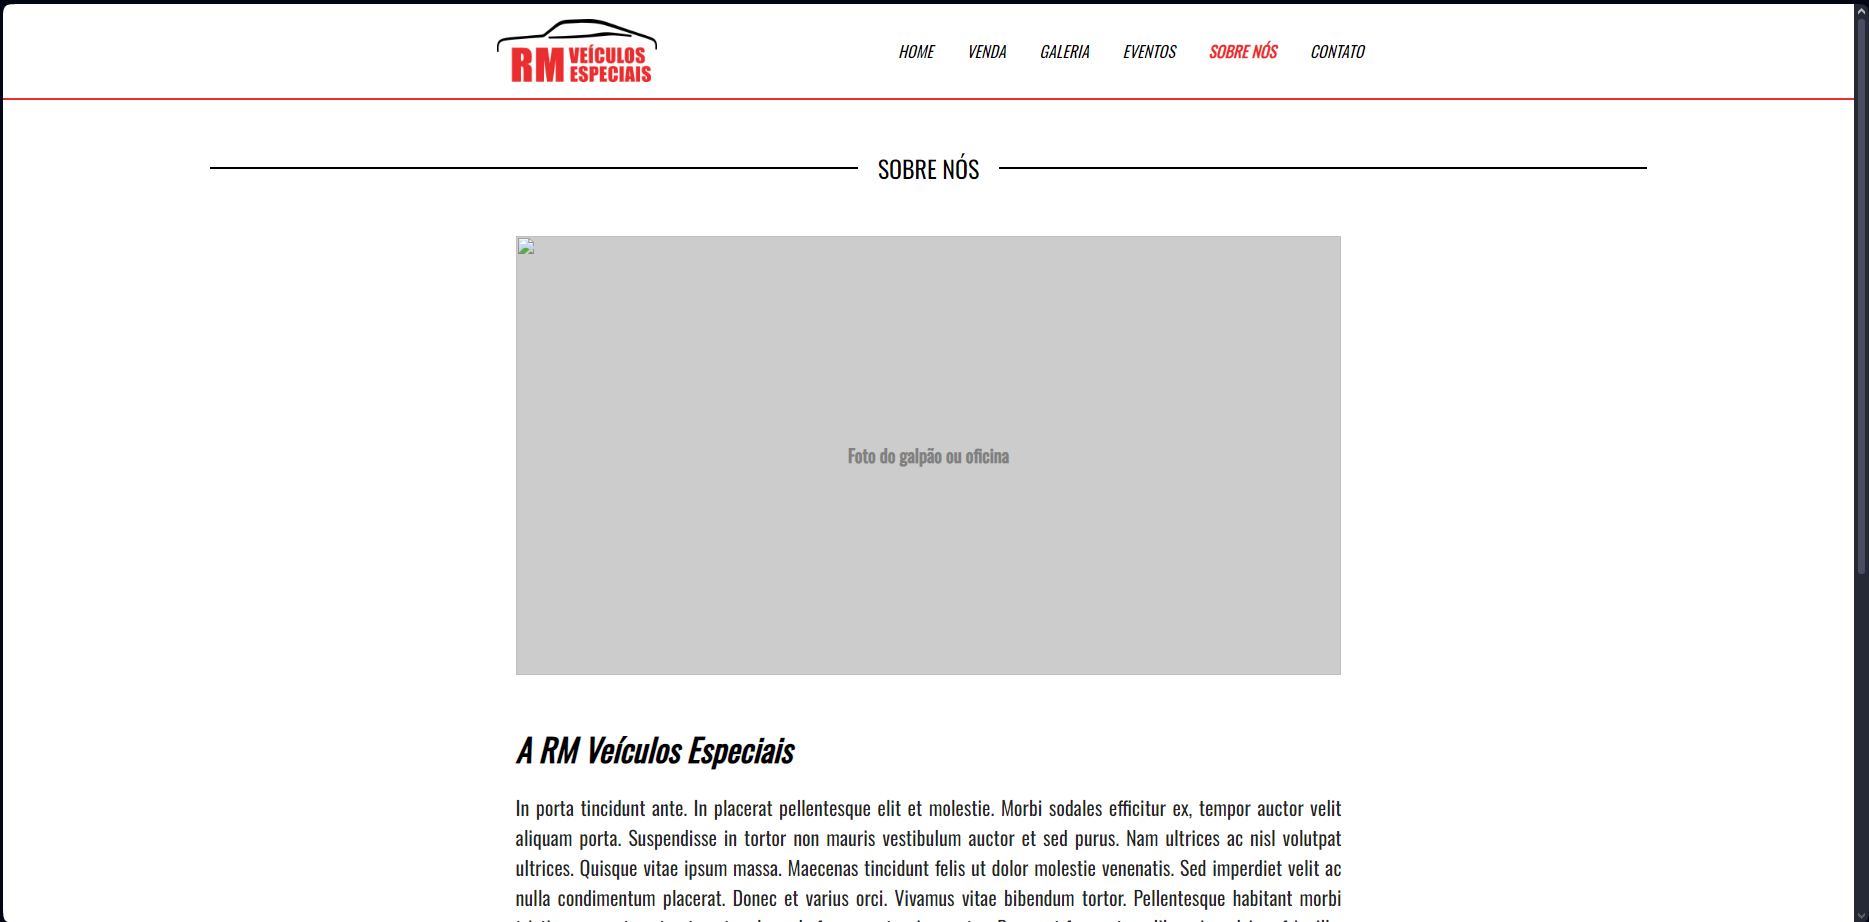 RM VEÍCULOS
ESPECIAIS
HOME VENDA GALERIA EVENTOS SOBRE NÓS CONTATO
SOBRE NÓS
Foto do galpão ou oficina
A RM Veículos Especiais
In porta tincidunt ante. In placerat pellentesque elit et molestie. Morbi sodales efficitur ex, tempor auctor velit
aliquam porta. Suspendisse in tortor non mauris vestibulum auctor et sed purus. Nam ultrices ac nisl volutpat
ultrices. Quisque vitae ipsum massa. Maecenas tincidunt felis ut dolor molestie venenatis. Sed imperdiet velit ac
nulla condimentum placerat. Donec et varius orci. Vivamus vitae bibendum tortor. Pellentesque habitant morbi